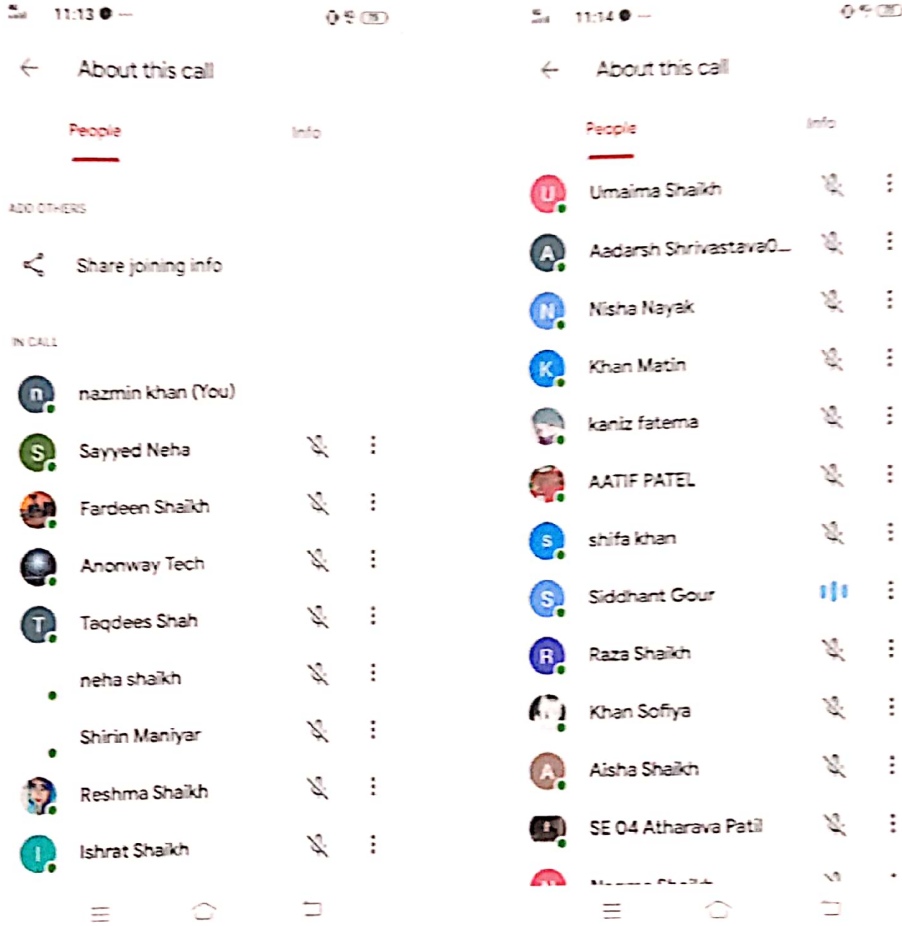 11:13
About this call
People
Info
ADD OTHERS
Share joining info
IN CALL
n
nazmin khan (You)
S
Sayyed Neha
Fardeen Shaikh
Anonway Tech
T
Taqdees Shah
neha shaikh
Shirin Maniyar
Reshma Shaikh
I
Ishrat Shaikh
11:14
About this call
People
Info
U
Umaima Shaikh
A
Aadarsh Shrivastava0_
N
Nisha Nayak
K
Khan Matin
kaniz fatema
AATIF PATEL
s
shifa khan
S
Siddhant Gour
R
Raza Shaikh
Khan Sofiya
A
Aisha Shaikh
SE 04 Atharava Patil